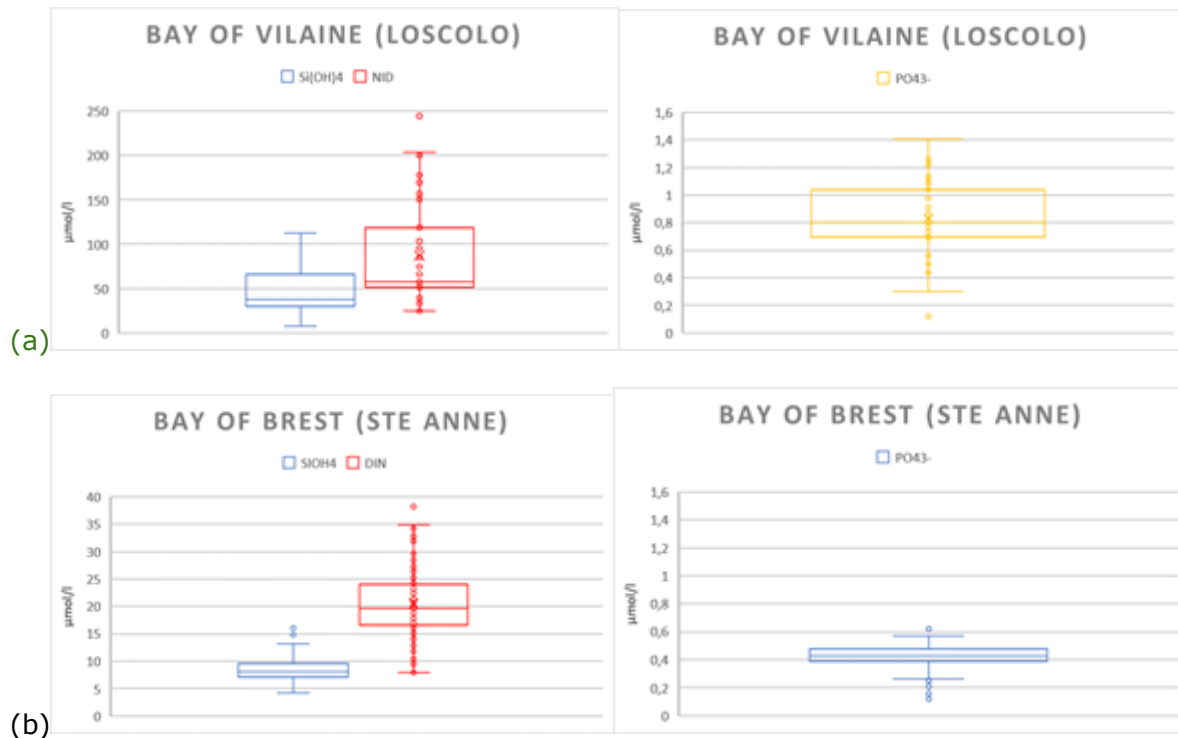 BAY OF VILAINE (LOSCOLO)
Si(OH)4 NID
250
200
150
100
50
0
µmol/l
BAY OF VILAINE (LOSCOLO)
PO43-
1,6
1,4
1,2
1
0,8
0,6
0,4
0,2
0
µmol/l
(a)
BAY OF BREST (STE ANNE)
SIOH4 DIN
40
35
30
25
20
15
10
5
0
µmol/l
BAY OF BREST (STE ANNE)
PO43-
1,6
1,4
1,2
1
0,8
0,6
0,4
0,2
0
µmol/l
(b)